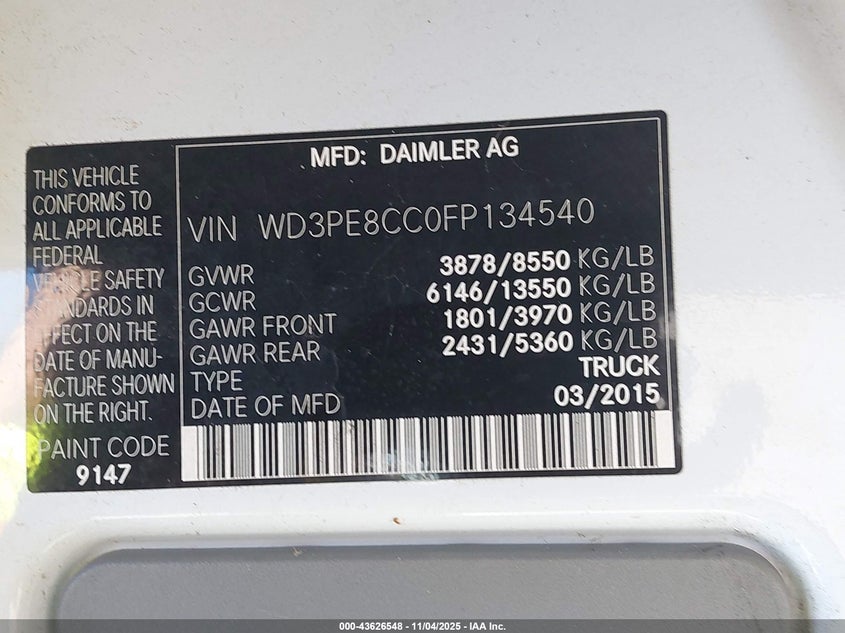 THIS VEHICLE
CONFORMS TO
ALL APPLICABLE
FEDERAL
VEHICLE SAFETY
STANDARDS IN
EFFECT ON THE
DATE OF MANU-
FACTURE SHOWN
ON THE RIGHT.
PAINT CODE
9147
MFD: DAIMLER AG
VIN WD3PE8CC0FP134540
GVWR 3878/8550 KG/LB
GCWR 6146/13550 KG/LB
GAWR FRONT 1801/3970 KG/LB
GAWR REAR 2431/5360 KG/LB
TYPE TRUCK
DATE OF MFD 03/2015
000-43626548 - 11/04/2025 - IAA Inc.